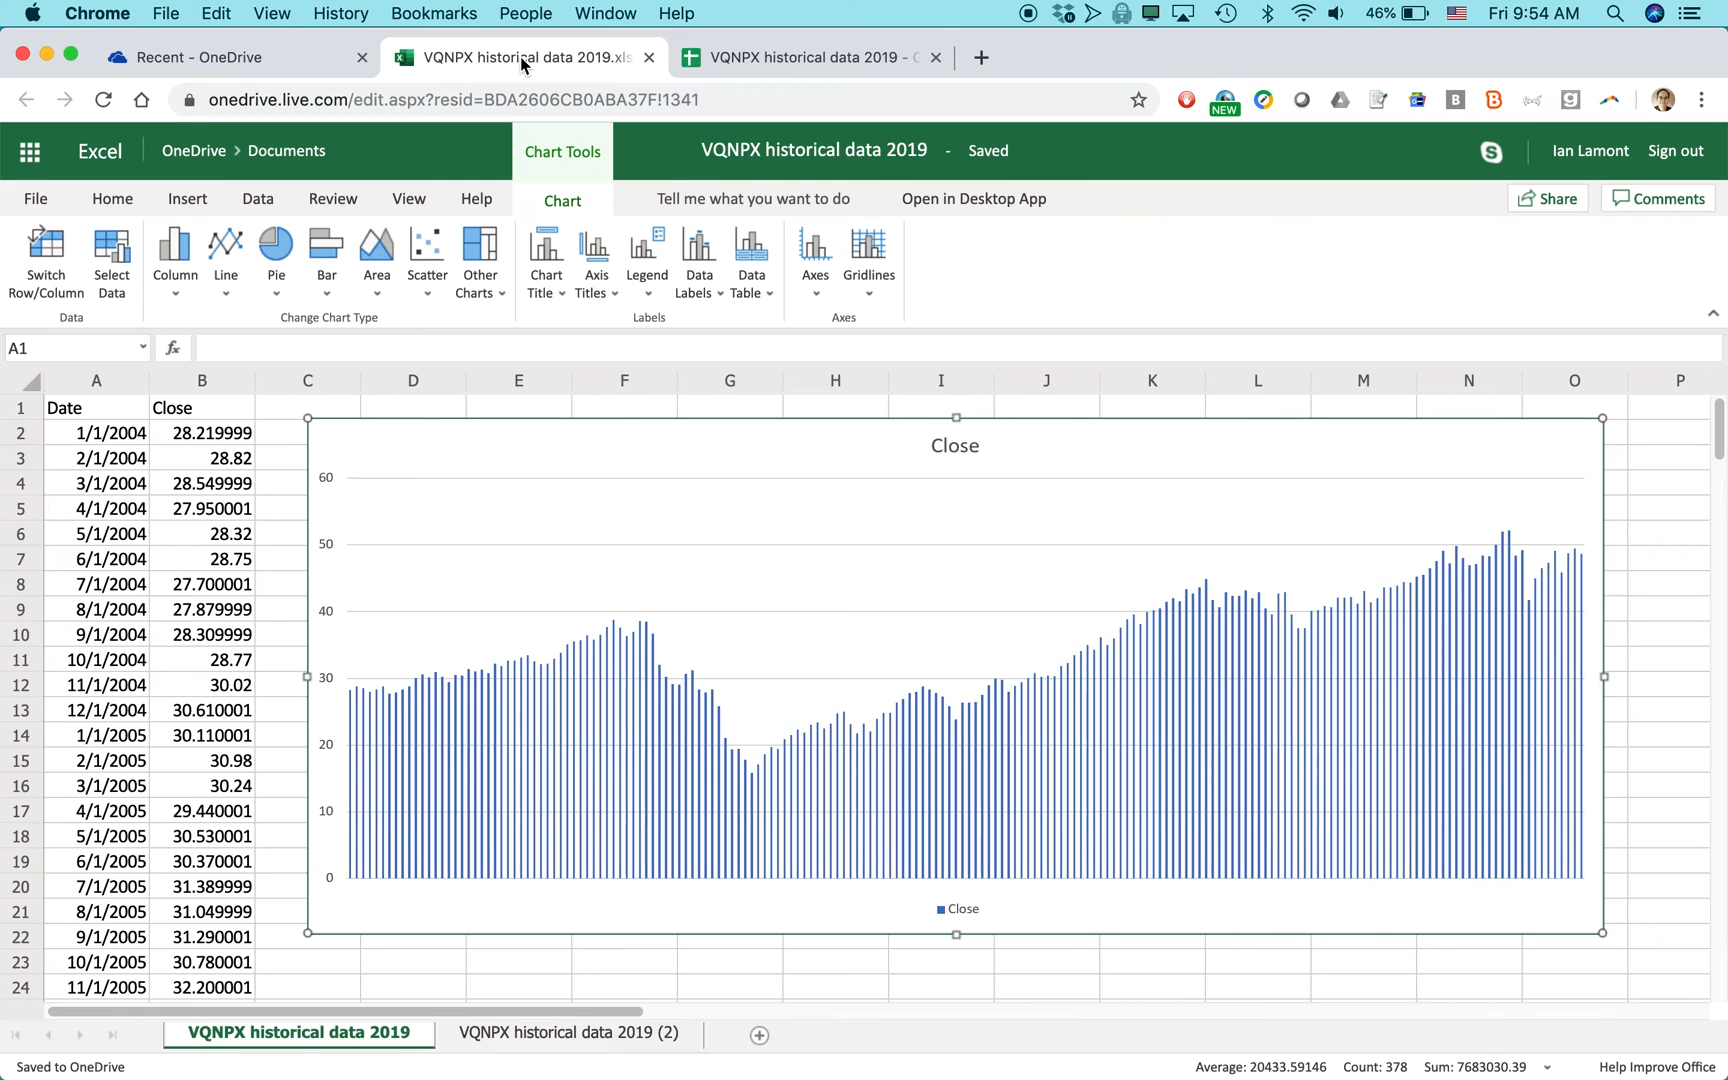 Chrome File Edit View History Bookmarks People Window Help 46% Fri 9:54 AM
Recent - OneDrive VQNPX historical data 2019.xls VQNPX historical data 2019 - G
onedrive.live.com/edit.aspx?resid=BDA2606CB0ABA37F!1341 NEW
Excel OneDrive > Documents Chart Tools VQNPX historical data 2019 - Saved Ian Lamont Sign out
File Home Insert Data Review View Help Chart Tell me what you want to do Open in Desktop App Share Comments
Switch Row/Column
Select Data
Column
Line
Pie
Bar
Area
Scatter
Other Charts
Chart Title
Axis Titles
Legend
Data Labels
Data Table
Axes
Gridlines
Data Change Chart Type Labels Axes
A1 fx
A B C D E F G H I J K L M N O P
1 Date Close
2 1/1/2004 28.219999
3 2/1/2004 28.82
4 3/1/2004 28.549999
5 4/1/2004 27.950001
6 5/1/2004 28.32
7 6/1/2004 28.75
8 7/1/2004 27.700001
9 8/1/2004 27.879999
10 9/1/2004 28.309999
11 10/1/2004 28.77
12 11/1/2004 30.02
13 12/1/2004 30.610001
14 1/1/2005 30.110001
15 2/1/2005 30.98
16 3/1/2005 30.24
17 4/1/2005 29.440001
18 5/1/2005 30.530001
19 6/1/2005 30.370001
20 7/1/2005 31.389999
21 8/1/2005 31.049999
22 9/1/2005 31.290001
23 10/1/2005 30.780001
24 11/1/2005 32.200001
Close
60
50
40
30
20
10
0
Close
VQNPX historical data 2019 VQNPX historical data 2019 (2)
Saved to OneDrive Average: 20433.59146 Count: 378 Sum: 7683030.39 Help Improve Office